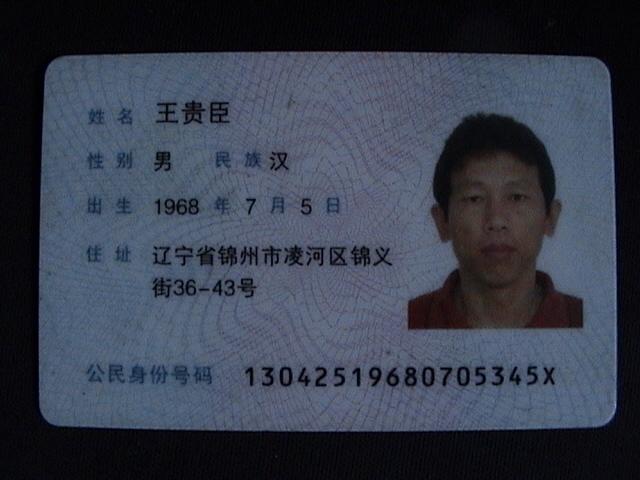 姓名 王贵臣
性别 男 民族 汉
出生 1968 年 7 月 5 日
住址 辽宁省锦州市凌河区锦义
街36-43号
公民身份号码 13042519680705345X